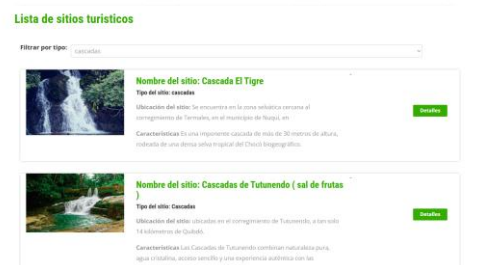 Lista de sitios turisticos
Filtrar por tipo: cascadas
Nombre del sitio: Cascada El Tigre
Tipo del sitio: cascadas
Ubicación del sitio: Se encuentra en la zona selvática cercana al
corregimiento de Termales, en el municipio de Nuquí, en
Detalles
Características Es una imponente cascada de más de 30 metros de altura,
rodeada de una densa selva tropical del Chocó biogeográfico.
Nombre del sitio: Cascadas de Tutunendo ( sal de frutas
)
Tipo del sitio: Cascadas
Ubicación del sitio: ubicadas en el corregimiento de Tutunendo, a tan solo
14 kilómetros de Quibdó.
Detalles
Características Las Cascadas de Tutunendo combinan naturaleza pura,
agua cristalina, acceso sencillo y una experiencia auténtica con las